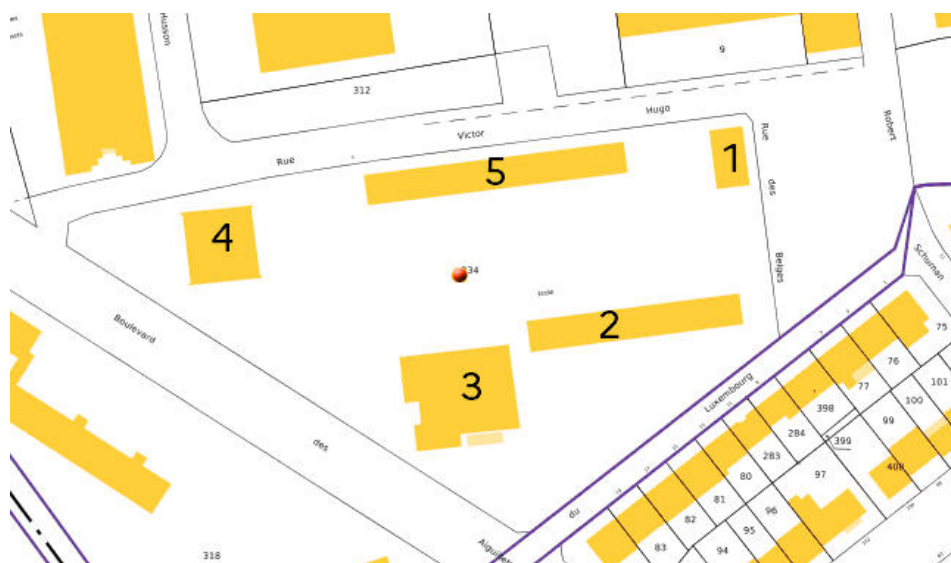 Husson
9
312
Hugo
Victor
Rue
Robert
Rue
des
Belges
5
1
4
334
Ecole
2
3
Schuman
Boulevard
des
Aiguillettes
Luxembourg
du
75
76
77
101
100
398
99
284
399
283
408
80
97
81
96
82
95
83
94
318